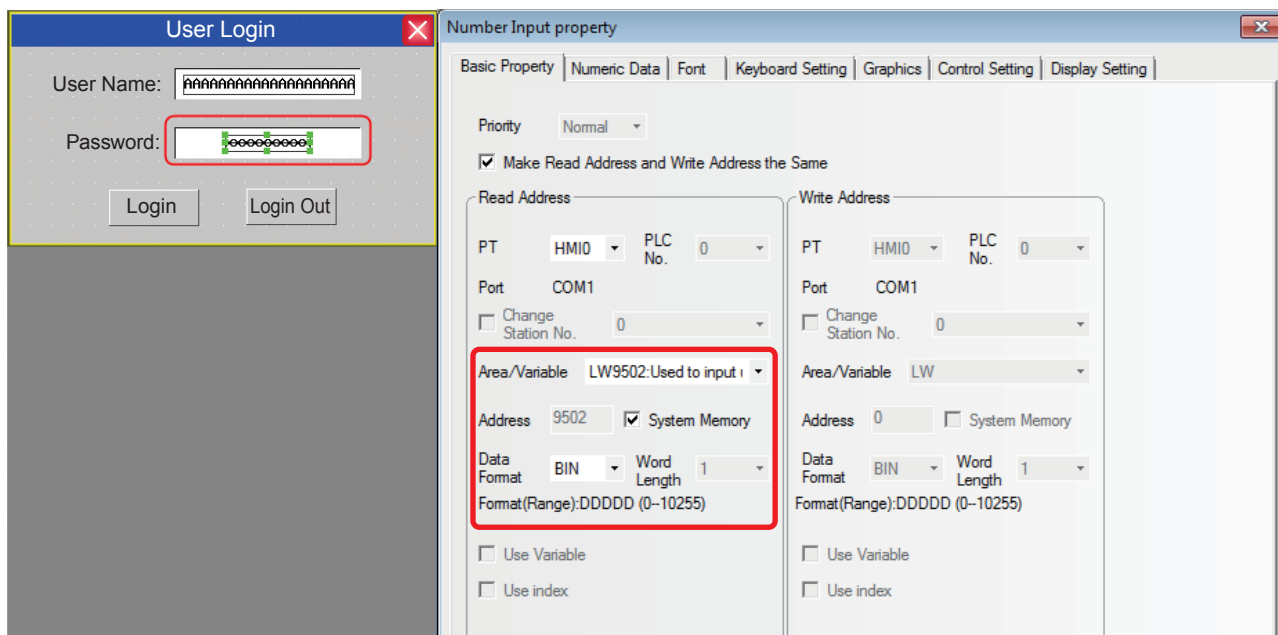 User Login
User Name: AAAAAAAAAAAAAAAAAAAA
Password:
Login Login Out
Number Input property
Basic Property Numeric Data Font Keyboard Setting Graphics Control Setting Display Setting
Priority Normal
Make Read Address and Write Address the Same
Read Address
PT HMI0 PLC No. 0
Port COM1
Change Station No. 0
Area/Variable LW9502:Used to input
Address 9502 System Memory
Data Format BIN Word Length 1
Format(Range):DDDDD (0--10255)
Use Variable
Use index
Write Address
PT HMI0 PLC No. 0
Port COM1
Change Station No. 0
Area/Variable LW
Address 0 System Memory
Data Format BIN Word Length 1
Format(Range):DDDDD (0--10255)
Use Variable
Use index